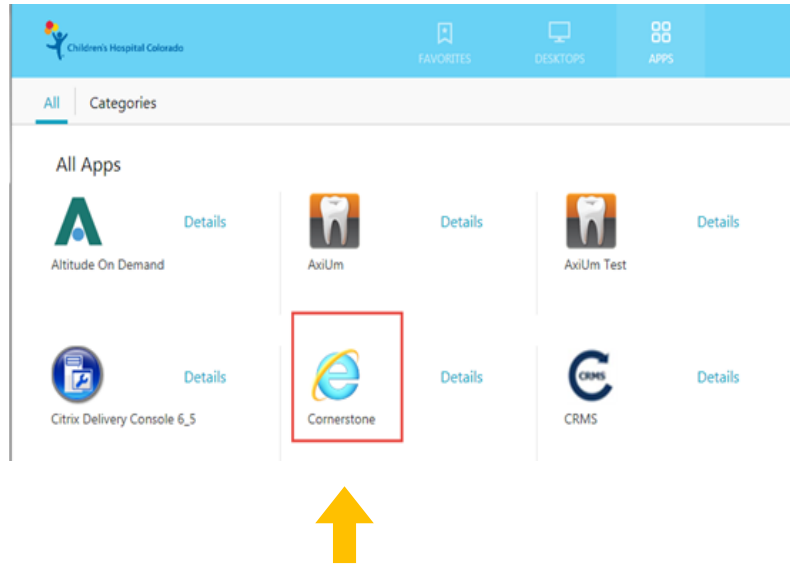 Children's Hospital Colorado
FAVORITES DESKTOPS APPS
All Categories
All Apps
Details Details Details
Altitude On Demand AxiUm AxiUm Test
CRMS
Details Details Details
Citrix Delivery Console 6_5 Cornerstone CRMS